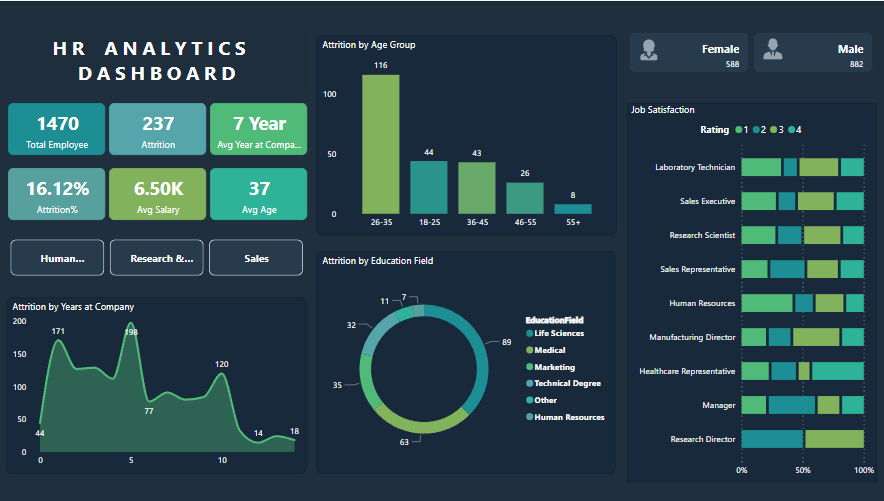 HR ANALYTICS
DASHBOARD
1470
Total Employee
237
Attrition
7 Year
Avg Year at Compa...
16.12%
Attrition%
6.50K
Avg Salary
37
Avg Age
Human...
Research &...
Sales
Attrition by Years at Company
200
150
100
50
0
44
171
198
77
120
14
18
0
5
10
Attrition by Age Group
100
50
0
116
44
43
26
8
26-35
18-25
36-45
46-55
55+
Attrition by Education Field
89
63
35
32
11
7
EducationField
Life Sciences
Medical
Marketing
Technical Degree
Other
Human Resources
Female
588
Male
882
Job Satisfaction
Rating 1 2 3 4
Laboratory Technician
Sales Executive
Research Scientist
Sales Representative
Human Resources
Manufacturing Director
Healthcare Representative
Manager
Research Director
0% 50% 100%